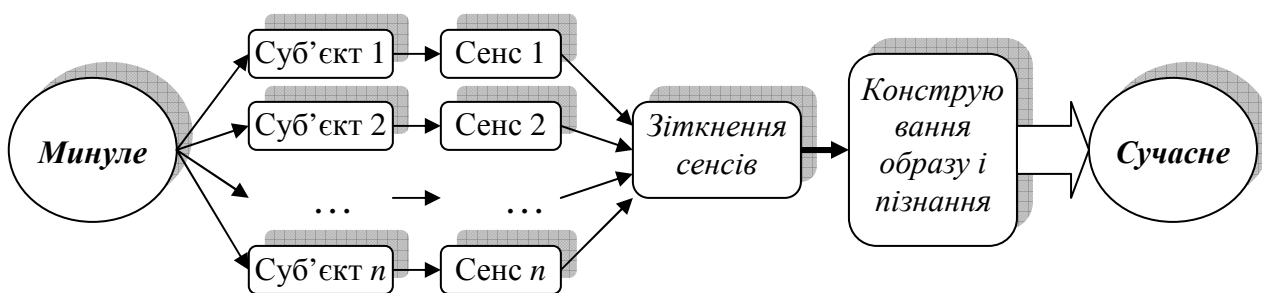 Минуле
Суб’єкт 1
Сенс 1
Суб’єкт 2
Сенс 2
…
…
Суб’єкт n
Сенс n
Зіткнення
сенсів
Конструю
вання
образу і
пізнання
Сучасне